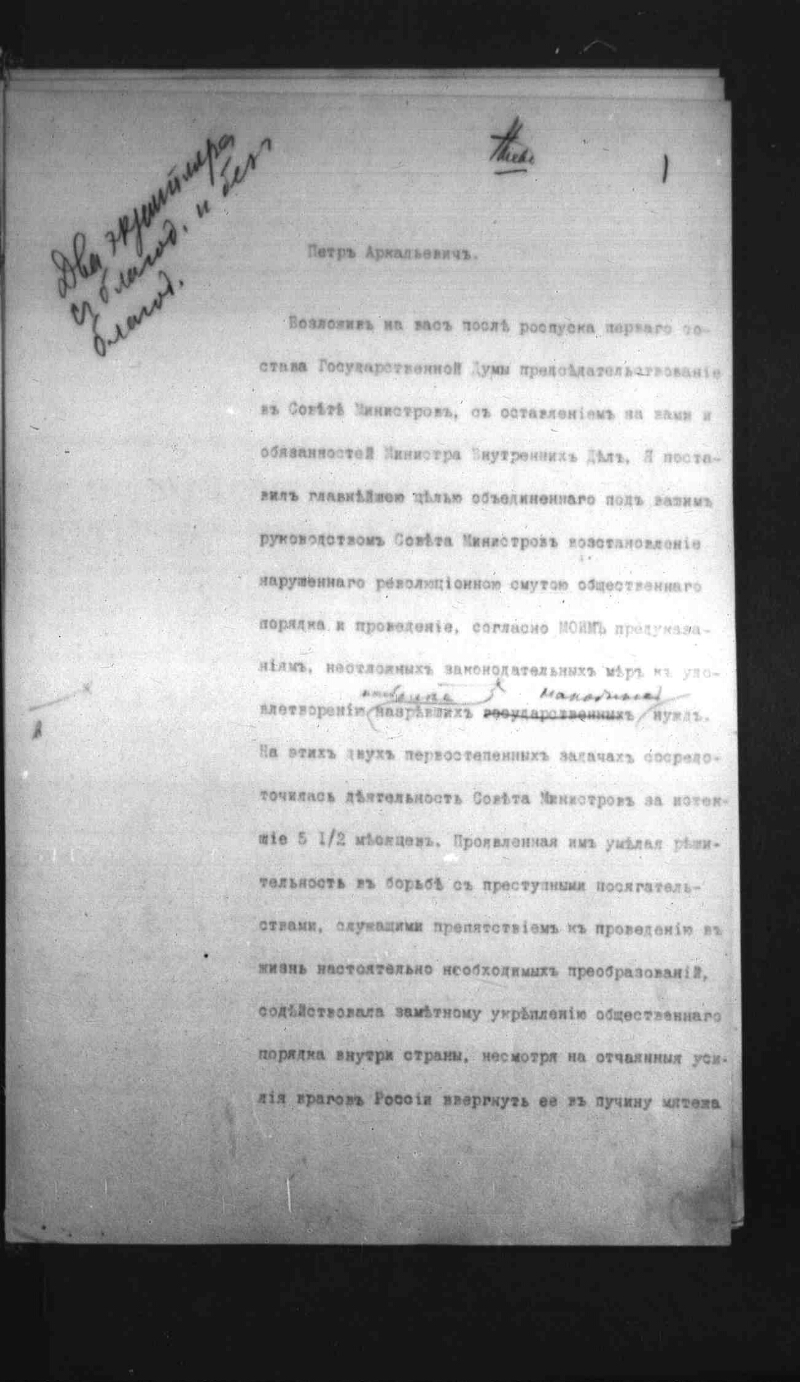 Два экземпляра
съ благод. и безъ
благод.
1
Петръ Аркадьевичъ.
Возложивъ на васъ послѣ роспуска перваго со-
става Государственной Думы предсѣдательствованіе
въ Совѣтѣ Министровъ, съ оставленіемъ на вами и
обязанностей Министра Внутреннихъ Дѣлъ, Я поста-
вилъ главнѣйшею цѣлью объединеннаго подъ вашимъ
руководствомъ Совѣта Министровъ возстановленіе
нарушеннаго революціонною смутою общественнаго
порядка и проведеніе, согласно МОИМЪ предуказа-
ніямъ, неотложныхъ законодательныхъ мѣръ къ удо-
влетворенію назрѣвшихъ государственныхъ нуждъ.
На этихъ двухъ первостепенныхъ задачахъ сосредо-
точилась дѣятельность Совѣта Министровъ за истек-
шіе 5 1/2 мѣсяцевъ. Проявленная имъ умѣлая рѣши-
тельность въ борьбѣ съ преступными посягатель-
ствами, служащими препятствіемъ къ проведенію въ
жизнь настоятельно необходимыхъ преобразованій,
содѣйствовала замѣтному укрѣпленію общественнаго
порядка внутри страны, несмотря на отчаянныя уси-
лія враговъ Россіи ввергнуть ее въ пучину мятежа